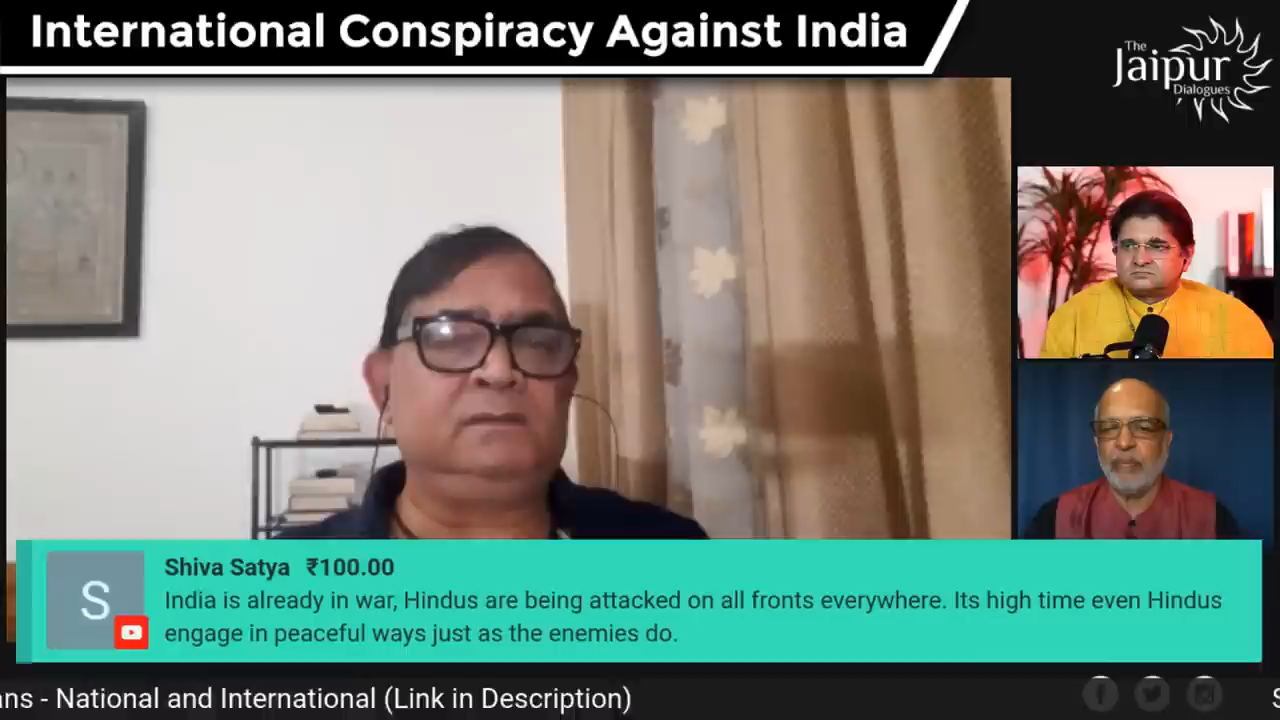 International Conspiracy Against India
The
Jaipur
Dialogues
Shiva Satya ₹100.00
S
India is already in war, Hindus are being attacked on all fronts everywhere. Its high time even Hindus
engage in peaceful ways just as the enemies do.
ans - National and International (Link in Description)
S